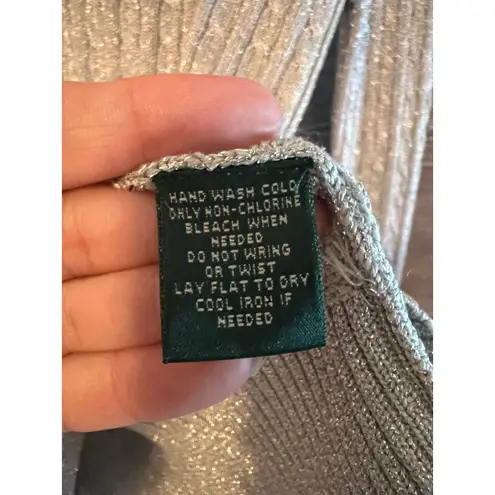 HAND WASH COLD
ONLY NON-CHLORINE
BLEACH WHEN
NEEDED
DO NOT WRING
OR TWIST
LAY FLAT TO DRY
COOL IRON IF
NEEDED